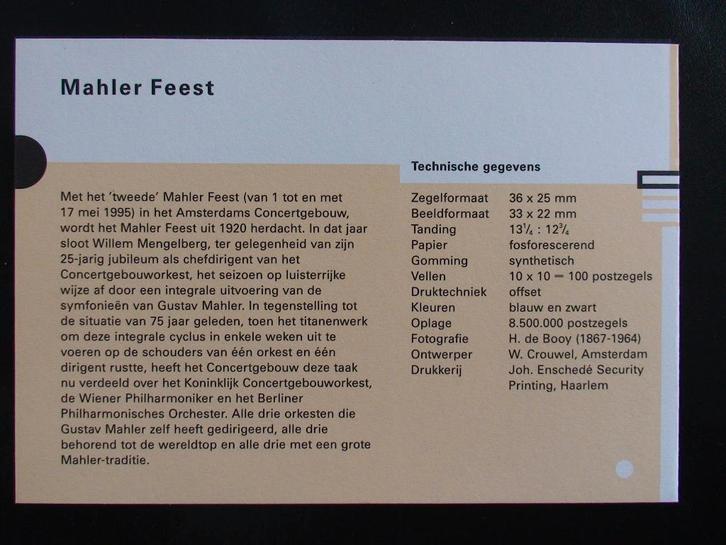 Mahler Feest
Met het 'tweede' Mahler Feest (van 1 tot en met
17 mei 1995) in het Amsterdams Concertgebouw,
wordt het Mahler Feest uit 1920 herdacht. In dat jaar
sloot Willem Mengelberg, ter gelegenheid van zijn
25-jarig jubileum als chefdirigent van het
Concertgebouworkest, het seizoen op luisterrijke
wijze af door een integrale uitvoering van de
symfonieën van Gustav Mahler. In tegenstelling tot
de situatie van 75 jaar geleden, toen het titanenwerk
om deze integrale cyclus in enkele weken uit te
voeren op de schouders van één orkest en één
dirigent rustte, heeft het Concertgebouw deze taak
nu verdeeld over het Koninklijk Concertgebouworkest,
de Wiener Philharmoniker en het Berliner
Philharmonisches Orchester. Alle drie orkesten die
Gustav Mahler zelf heeft gedirigeerd, alle drie
behorend tot de wereldtop en alle drie met een grote
Mahler-traditie.
Technische gegevens
Zegelformaat 36 x 25 mm
Beeldformaat 33 x 22 mm
Tanding 13¼ : 12¾
Papier fosforescerend
Gomming synthetisch
Vellen 10 x 10 = 100 postzegels
Druktechniek offset
Kleuren blauw en zwart
Oplage 8.500.000 postzegels
Fotografie H. de Booy (1867-1964)
Ontwerper W. Crouwel, Amsterdam
Drukkerij Joh. Enschedé Security
Printing, Haarlem